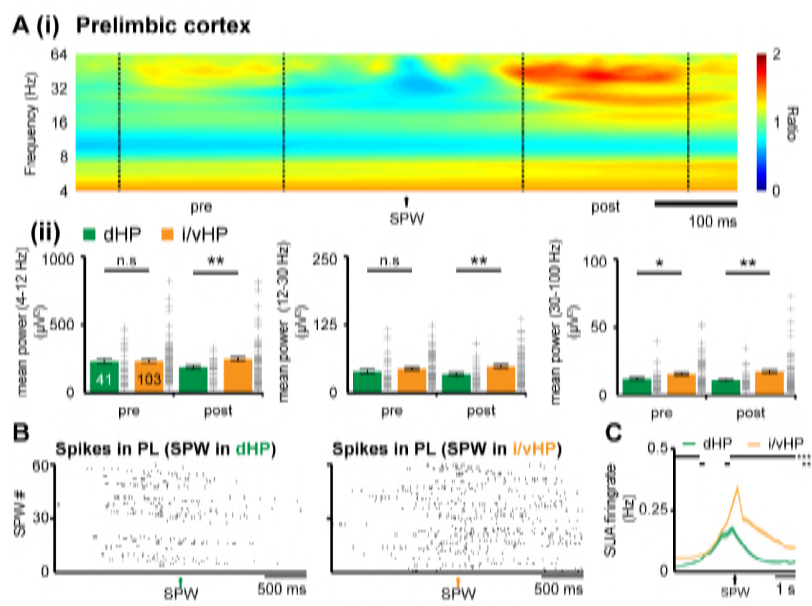 A (i) Prelimbic cortex
Frequency (Hz)
64
32
16
8
4
pre
SPW
post
100 ms
2
1
0
Ratio
(ii) dHP i/vHP
mean power (4-12 Hz)
(μV²)
1000
500
0
n.s
**
41
103
pre
post
mean power (12-30 Hz)
(μV²)
250
125
0
n.s
**
pre
post
mean power (30-100 Hz)
(μV²)
100
50
0
*
**
pre
post
B
Spikes in PL (SPW in dHP)
SPW #
60
30
0
SPW
500 ms
Spikes in PL (SPW in i/vHP)
SPW
500 ms
C
dHP i/vHP
SUA firingrate
(Hz)
0.5
0.25
0
***
SPW
1 s